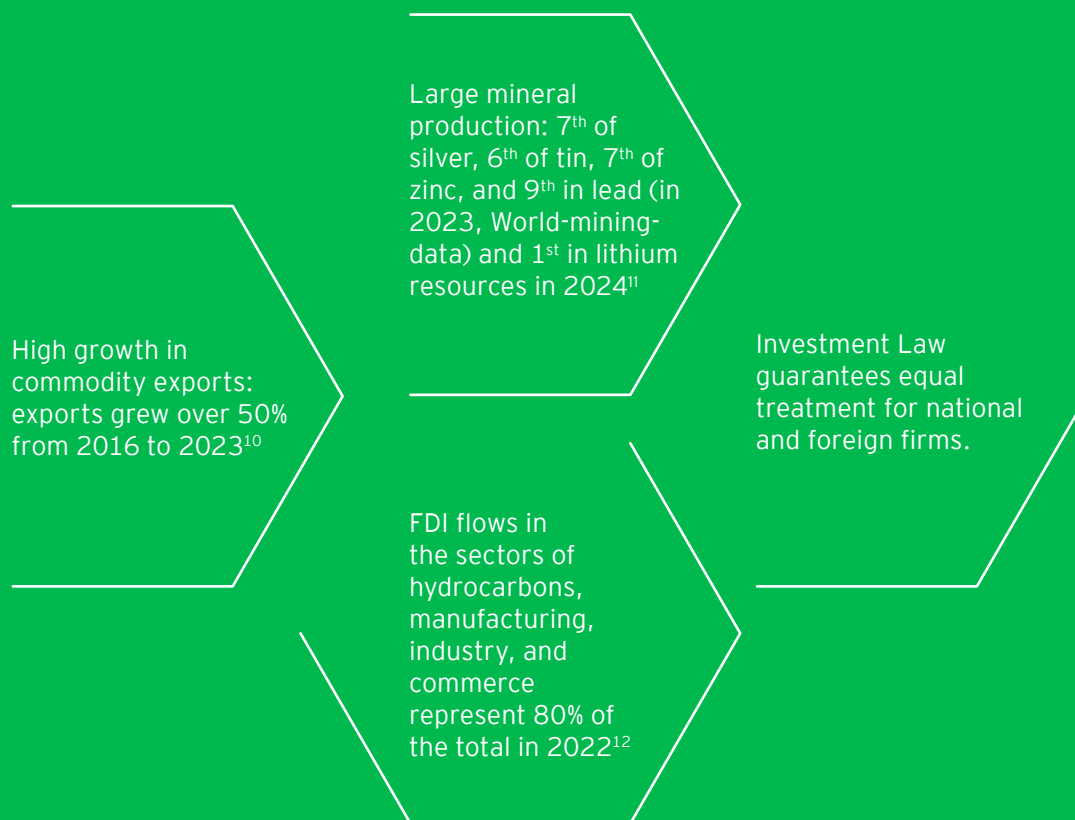 Large mineral
production: 7th of
silver, 6th of tin, 7th of
zinc, and 9th in lead (in
2023, World-mining-
data) and 1st in lithium
resources in 2024¹¹
High growth in
commodity exports:
exports grew over 50%
from 2016 to 2023¹⁰
Investment Law
guarantees equal
treatment for national
and foreign firms.
FDI flows in
the sectors of
hydrocarbons,
manufacturing,
industry, and
commerce
represent 80% of
the total in 2022¹²